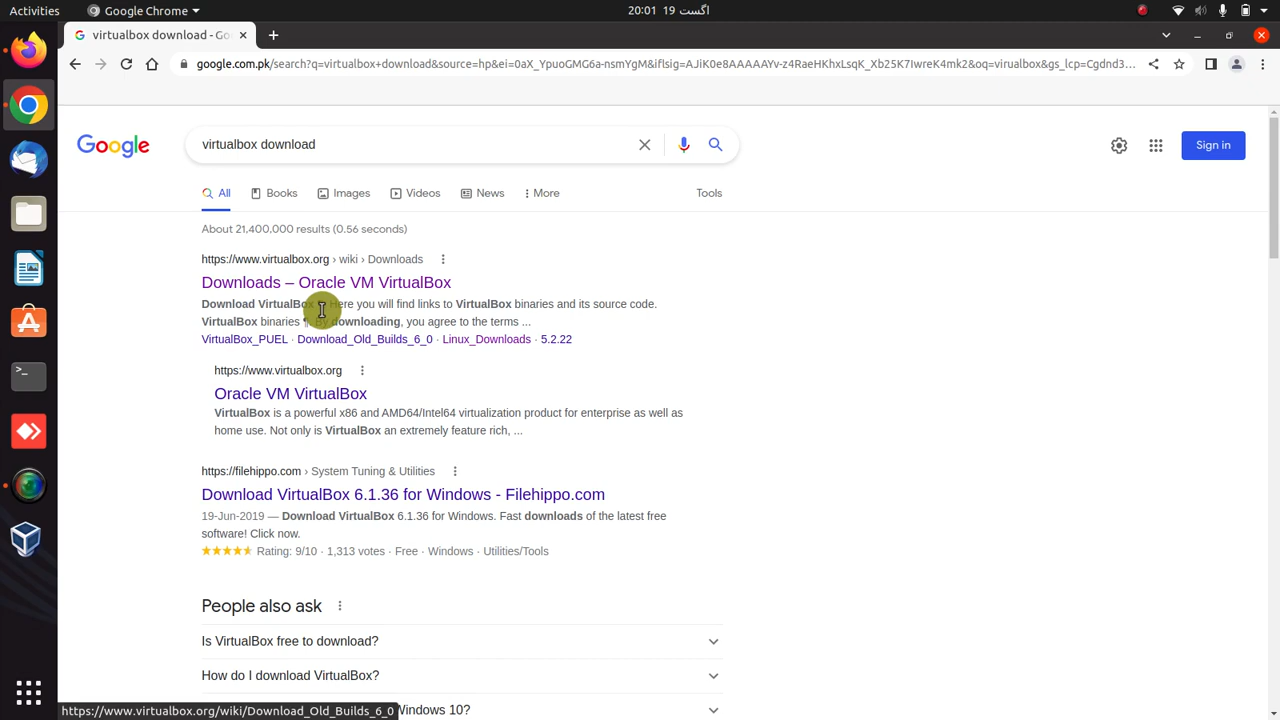 Activities
Google Chrome
20:01 19 اگست
virtualbox download - Go
google.com.pk/search?q=virtualbox+download&source=hp&ei=0aX_YpuoGMG6a-nsmYgM&iflsig=AJiK0e8AAAAAYv-z4RaeHKhxLsqK_Xb25K7IwreK4mk2&oq=virualbox&gs_lcp=Cgdnd3...
Google
virtualbox download
Sign in
All
Books
Images
Videos
News
More
Tools
About 21,400,000 results (0.56 seconds)
https://www.virtualbox.org › wiki › Downloads
Downloads – Oracle VM VirtualBox
Download VirtualBox Here you will find links to VirtualBox binaries and its source code.
VirtualBox binaries ¶. By downloading, you agree to the terms ...
VirtualBox_PUEL · Download_Old_Builds_6_0 · Linux_Downloads · 5.2.22
https://www.virtualbox.org
Oracle VM VirtualBox
VirtualBox is a powerful x86 and AMD64/Intel64 virtualization product for enterprise as well as
home use. Not only is VirtualBox an extremely feature rich, ...
https://filehippo.com › System Tuning & Utilities
Download VirtualBox 6.1.36 for Windows - Filehippo.com
19-Jun-2019 — Download VirtualBox 6.1.36 for Windows. Fast downloads of the latest free
software! Click now.
Rating: 9/10 · 1,313 votes · Free · Windows · Utilities/Tools
People also ask
Is VirtualBox free to download?
How do I download VirtualBox?
Windows 10?
https://www.virtualbox.org/wiki/Download_Old_Builds_6_0